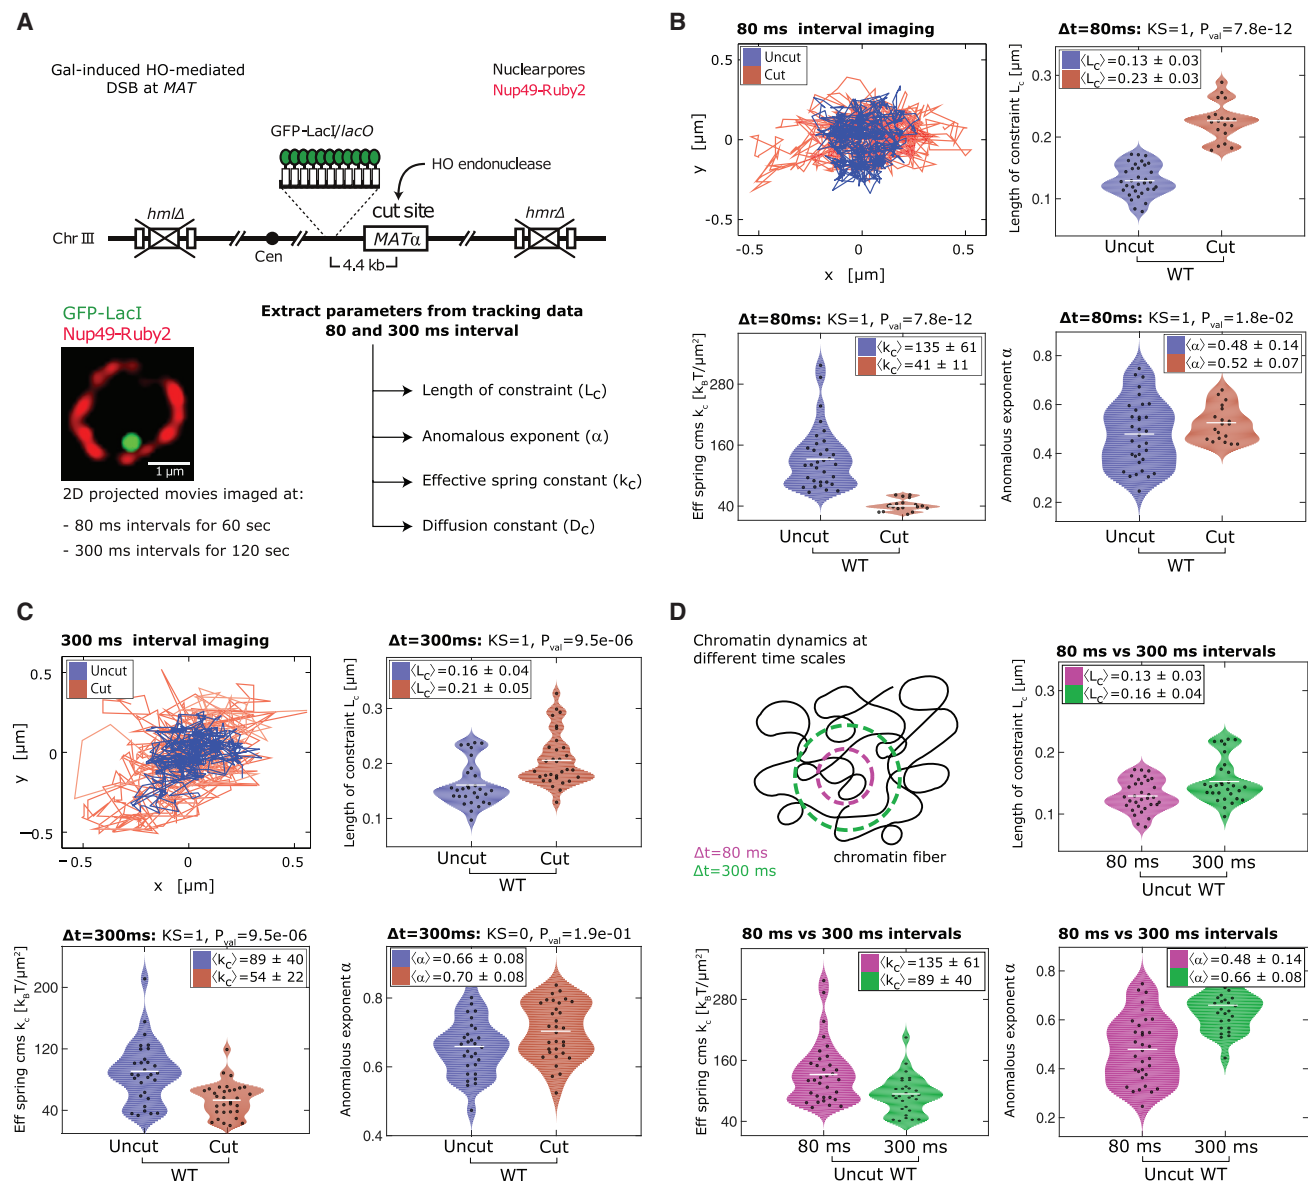 A
Gal-induced HO-mediated
DSB at MAT
Nuclear pores
Nup49-Ruby2
GFP-LacI/lacO
HO endonuclease
cut site
hmlΔ
hmrΔ
Chr III
MATα
Cen
4.4 kb
GFP-LacI
Nup49-Ruby2
1 µm
2D projected movies imaged at:
- 80 ms intervals for 60 sec
- 300 ms intervals for 120 sec
Extract parameters from tracking data
80 and 300 ms interval
Length of constraint (Lc)
Anomalous exponent (α)
Effective spring constant (kc)
Diffusion constant (Dc)
B
80 ms interval imaging
Uncut
Cut
0.5
0
-0.5
y [µm]
-0.5
0
0.5
x [µm]
Δt=80ms: KS=1, Pval=7.8e-12
⟨Lc⟩=0.13 ± 0.03
⟨Lc⟩=0.23 ± 0.03
Length of constraint Lc [µm]
0.3
0.2
0.1
Uncut Cut
WT
Δt=80ms: KS=1, Pval=7.8e-12
⟨kc⟩=135 ± 61
⟨kc⟩=41 ± 11
Eff spring cms kc [kBT/µm²]
280
160
40
Uncut Cut
WT
Δt=80ms: KS=1, Pval=1.8e-02
⟨α⟩=0.48 ± 0.14
⟨α⟩=0.52 ± 0.07
Anomalous exponent α
0.8
0.6
0.4
0.2
Uncut Cut
WT
C
300 ms interval imaging
Uncut
Cut
0.5
0
-0.5
y [µm]
-0.5
0
0.5
x [µm]
Δt=300ms: KS=1, Pval=9.5e-06
⟨Lc⟩=0.16 ± 0.04
⟨Lc⟩=0.21 ± 0.05
Length of constraint Lc [µm]
0.3
0.2
0.1
Uncut Cut
WT
Δt=300ms: KS=1, Pval=9.5e-06
⟨kc⟩=89 ± 40
⟨kc⟩=54 ± 22
Eff spring cms kc [kBT/µm²]
200
120
40
Uncut Cut
WT
Δt=300ms: KS=0, Pval=1.9e-01
⟨α⟩=0.66 ± 0.08
⟨α⟩=0.70 ± 0.08
Anomalous exponent α
0.8
0.6
0.4
Uncut Cut
WT
D
Chromatin dynamics at
different time scales
Δt=80 ms
Δt=300 ms
chromatin fiber
80 ms vs 300 ms intervals
⟨Lc⟩=0.13 ± 0.03
⟨Lc⟩=0.16 ± 0.04
Length of constraint Lc [µm]
0.3
0.2
0.1
80 ms 300 ms
Uncut WT
80 ms vs 300 ms intervals
⟨kc⟩=135 ± 61
⟨kc⟩=89 ± 40
Eff spring cms kc [kBT/µm²]
280
160
40
80 ms 300 ms
Uncut WT
80 ms vs 300 ms intervals
⟨α⟩=0.48 ± 0.14
⟨α⟩=0.66 ± 0.08
Anomalous exponent α
0.8
0.6
0.4
0.2
80 ms 300 ms
Uncut WT